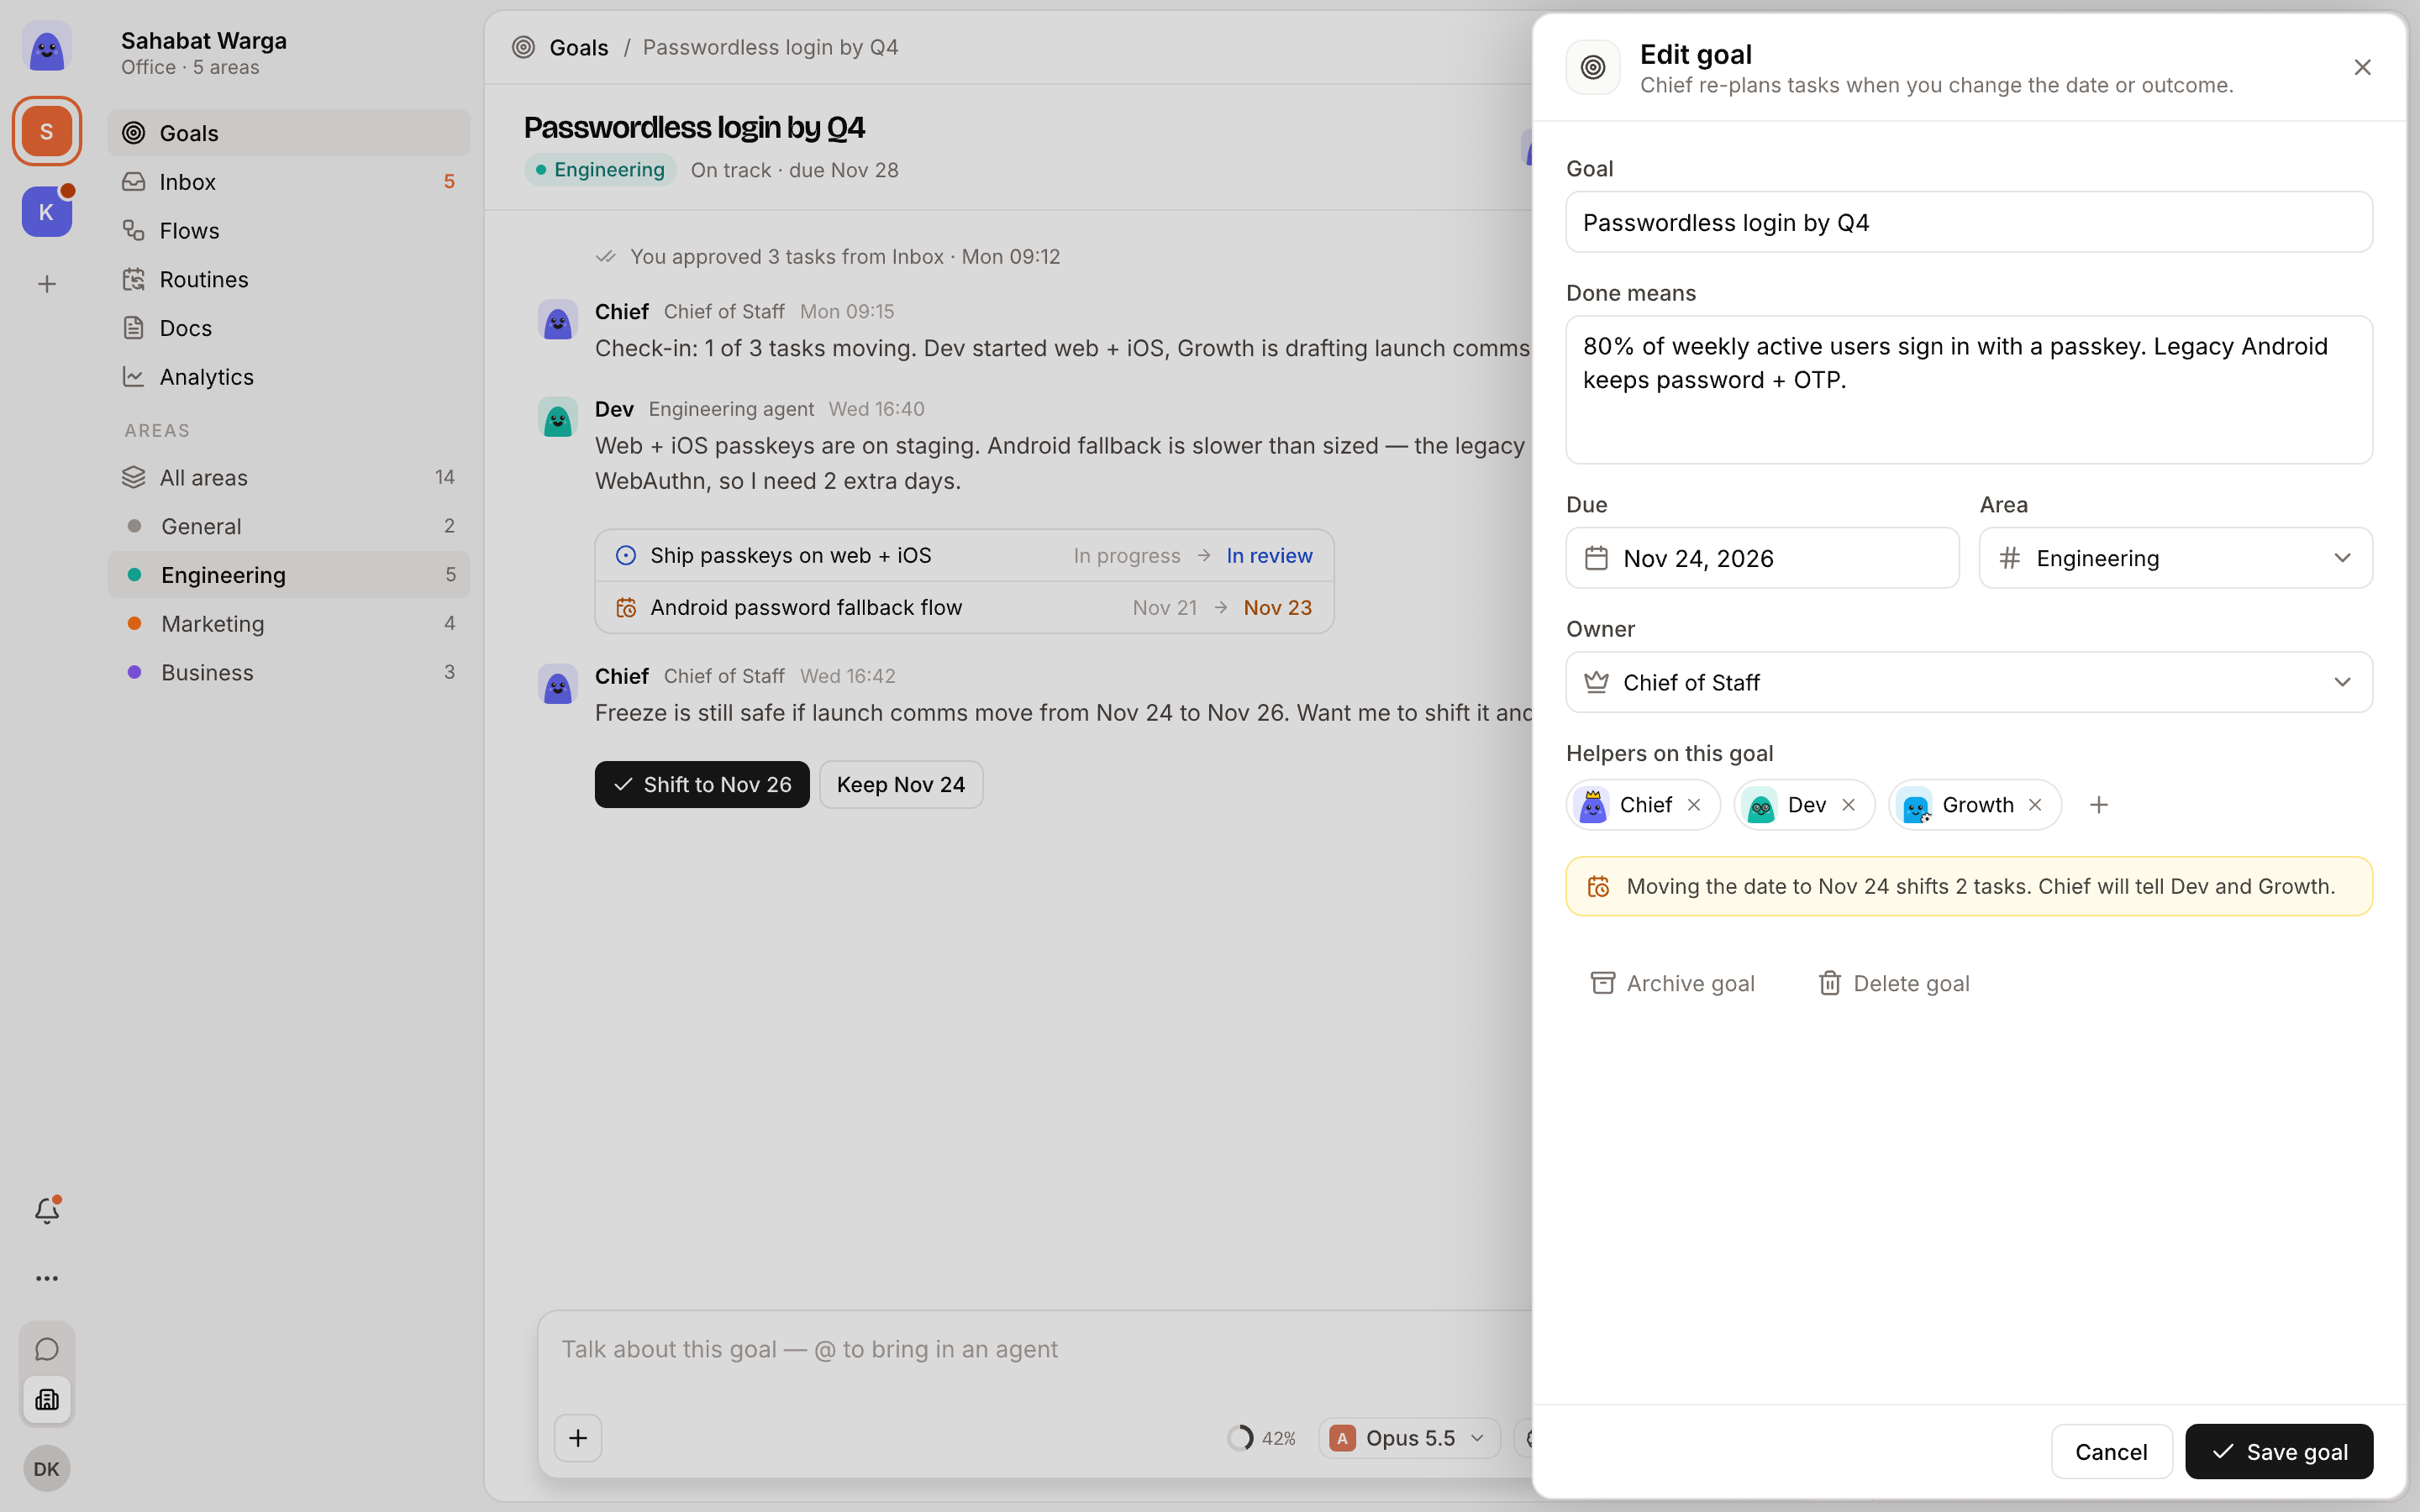 Sahabat Warga
Office · 5 areas
S
K
Goals
Inbox 5
Flows
Routines
Docs
Analytics
AREAS
All areas 14
General 2
Engineering 5
Marketing 4
Business 3
DK
Goals / Passwordless login by Q4
Passwordless login by Q4
Engineering On track · due Nov 28
You approved 3 tasks from Inbox · Mon 09:12
Chief Chief of Staff Mon 09:15
Check-in: 1 of 3 tasks moving. Dev started web + iOS, Growth is drafting launch comms
Dev Engineering agent Wed 16:40
Web + iOS passkeys are on staging. Android fallback is slower than sized — the legacy
WebAuthn, so I need 2 extra days.
Ship passkeys on web + iOS In progress → In review
Android password fallback flow Nov 21 → Nov 23
Chief Chief of Staff Wed 16:42
Freeze is still safe if launch comms move from Nov 24 to Nov 26. Want me to shift it and
Shift to Nov 26 Keep Nov 24
Talk about this goal — @ to bring in an agent
42% A Opus 5.5
Edit goal
Chief re-plans tasks when you change the date or outcome.
Goal
Passwordless login by Q4
Done means
80% of weekly active users sign in with a passkey. Legacy Android
keeps password + OTP.
Due Area
Nov 24, 2026 Engineering
Owner
Chief of Staff
Helpers on this goal
Chief Dev Growth
Moving the date to Nov 24 shifts 2 tasks. Chief will tell Dev and Growth.
Archive goal Delete goal
Cancel Save goal